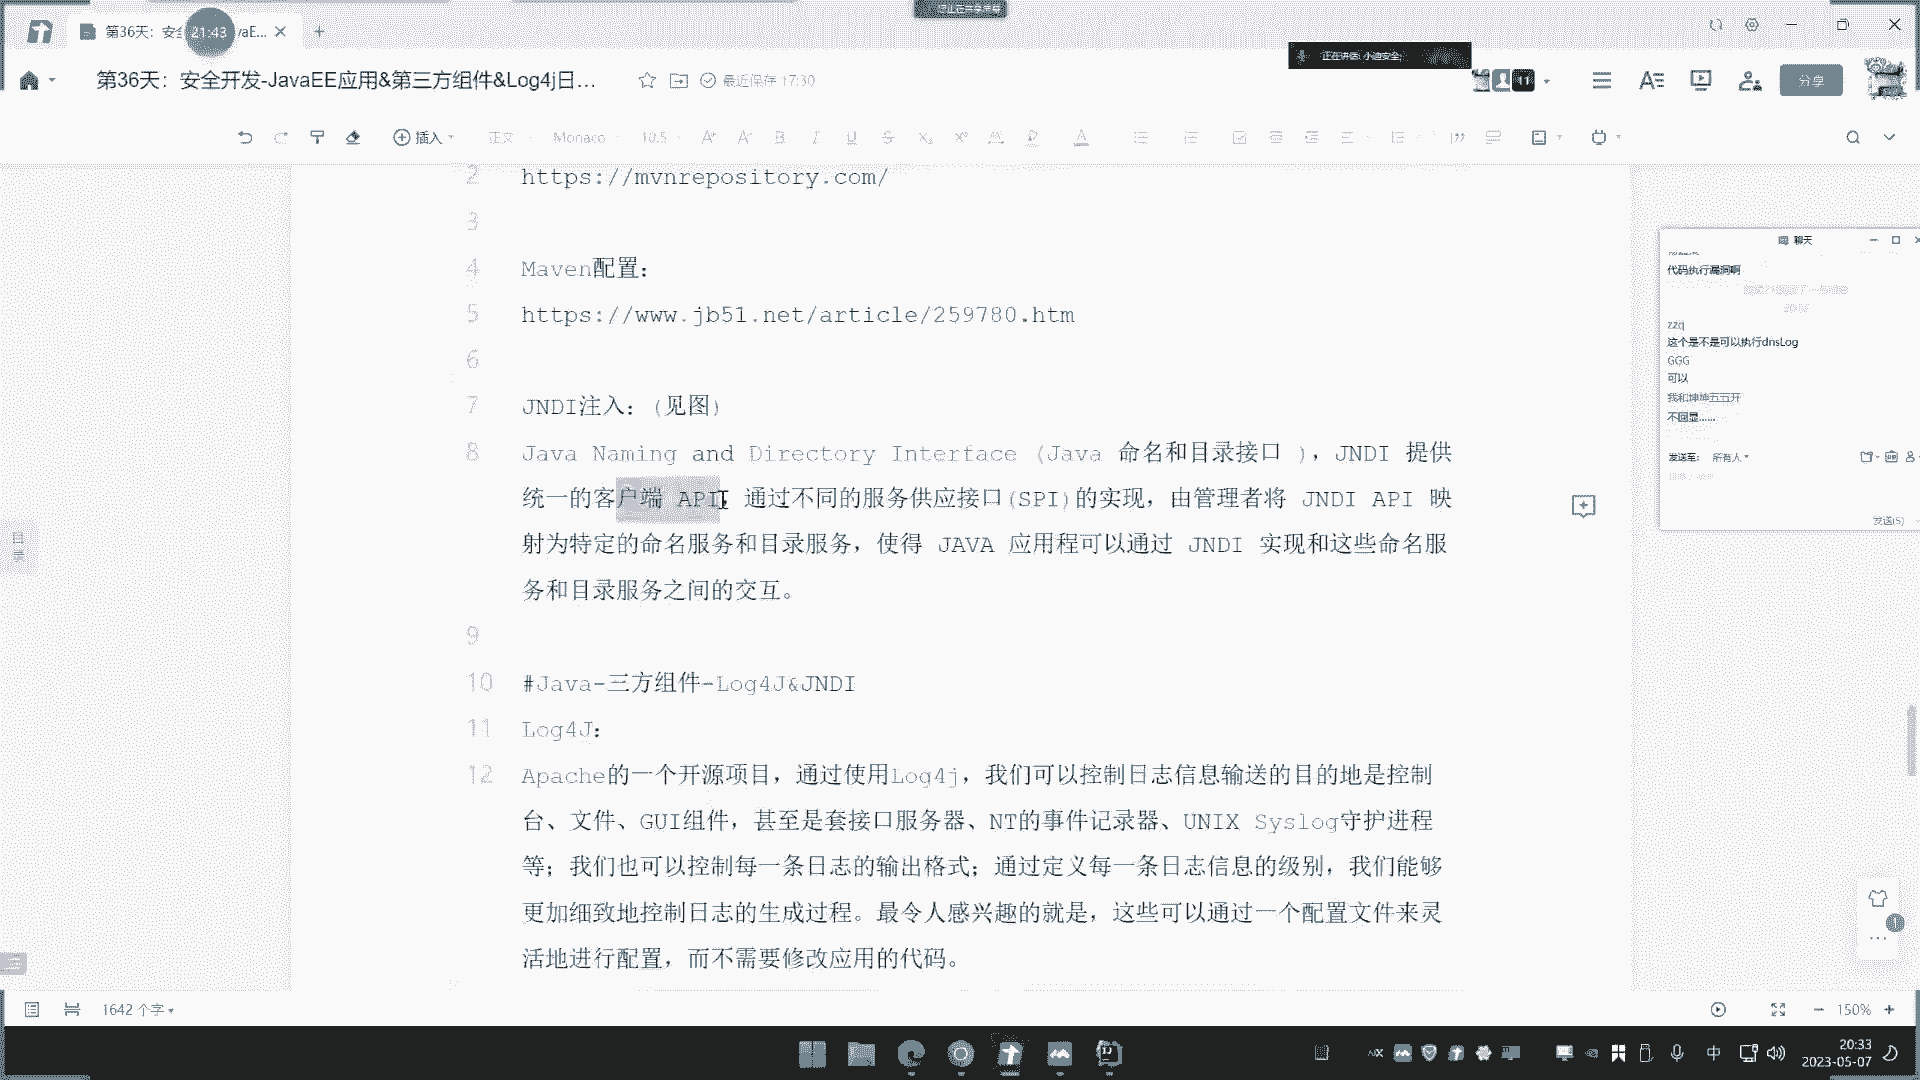 第36天：安全
21:43
vaE...
第36天：安全开发-JavaEE应用&第三方组件&Log4j日...
最近保存 17:30
正在讲话: 小迪安全;
11
分享
插入
正文
Monaco
10.5
2
https://mvnrepository.com/
3
4
Maven配置：
5
https://www.jb51.net/article/259780.htm
6
7
JNDI注入：(见图)
8
Java Naming and Directory Interface (Java 命名和目录接口 )，JNDI 提供
统一的客户端 API，通过不同的服务供应接口(SPI)的实现，由管理者将 JNDI API 映
射为特定的命名服务和目录服务，使得 JAVA 应用程可以通过 JNDI 实现和这些命名服
务和目录服务之间的交互。
9
10
#Java-三方组件-Log4J&JNDI
11
Log4J：
12
Apache的一个开源项目，通过使用Log4j，我们可以控制日志信息输送的目的地是控制
台、文件、GUI组件，甚至是套接口服务器、NT的事件记录器、UNIX Syslog守护进程
等；我们也可以控制每一条日志的输出格式；通过定义每一条日志信息的级别，我们能够
更加细致地控制日志的生成过程。最令人感兴趣的就是，这些可以通过一个配置文件来灵
活地进行配置，而不需要修改应用的代码。
目录
聊天
代码执行漏洞啊
zzq
这个是不是可以执行dnsLog
GGG
可以
我和坤坤五五开
不回显......
发送至: 所有人
发送(S)
1
1642 个字
150%
中
20:33
2023-05-07